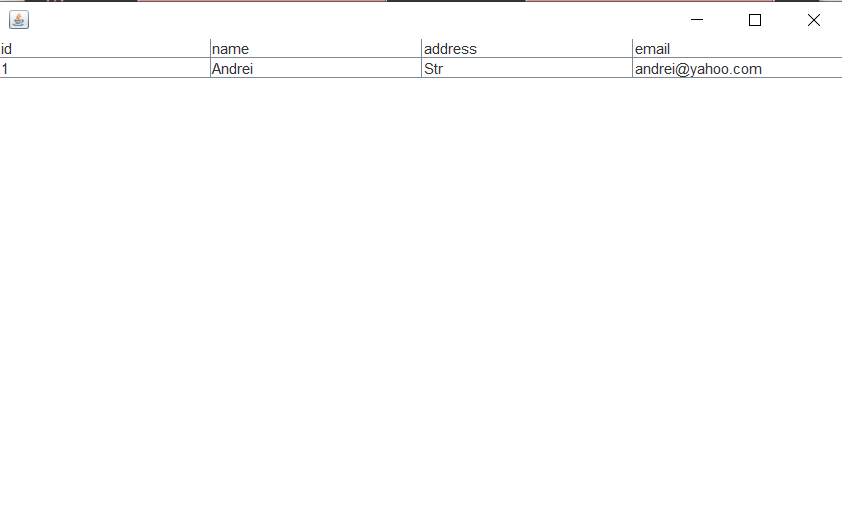 id name address email
1 Andrei Str andrei@yahoo.com